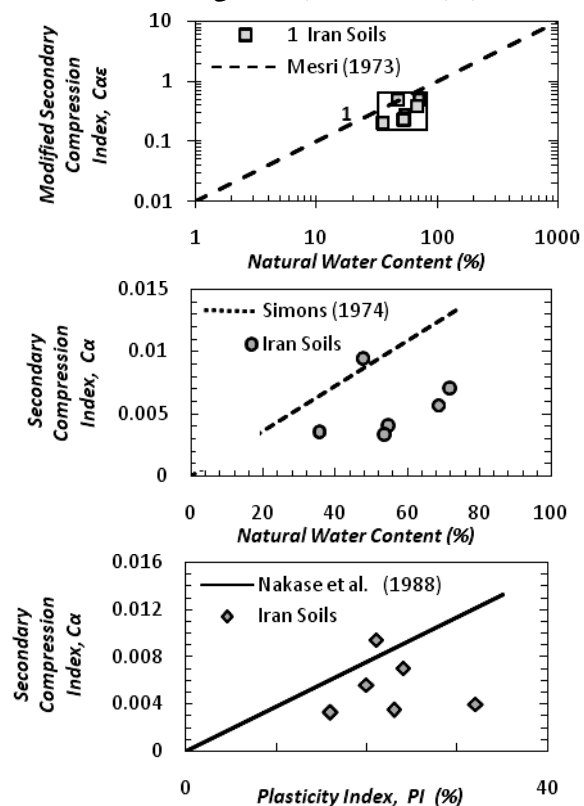 10
1 Iran Soils
Mesri (1973)
1
0.1
0.01
1
1 10 100 1000
Modified Secondary
Compression
Index, Cαε
Natural Water Content (%)
0.015
Simons (1974)
Iran Soils
0.01
0.005
0
0 20 40 60 80 100
Secondary
Compression
Index, Cα
Natural Water Content (%)
0.016
Nakase et al. (1988)
Iran Soils
0.012
0.008
0.004
0
0 40
Secondary
Compression
Index, Cα
Plasticity Index, PI (%)